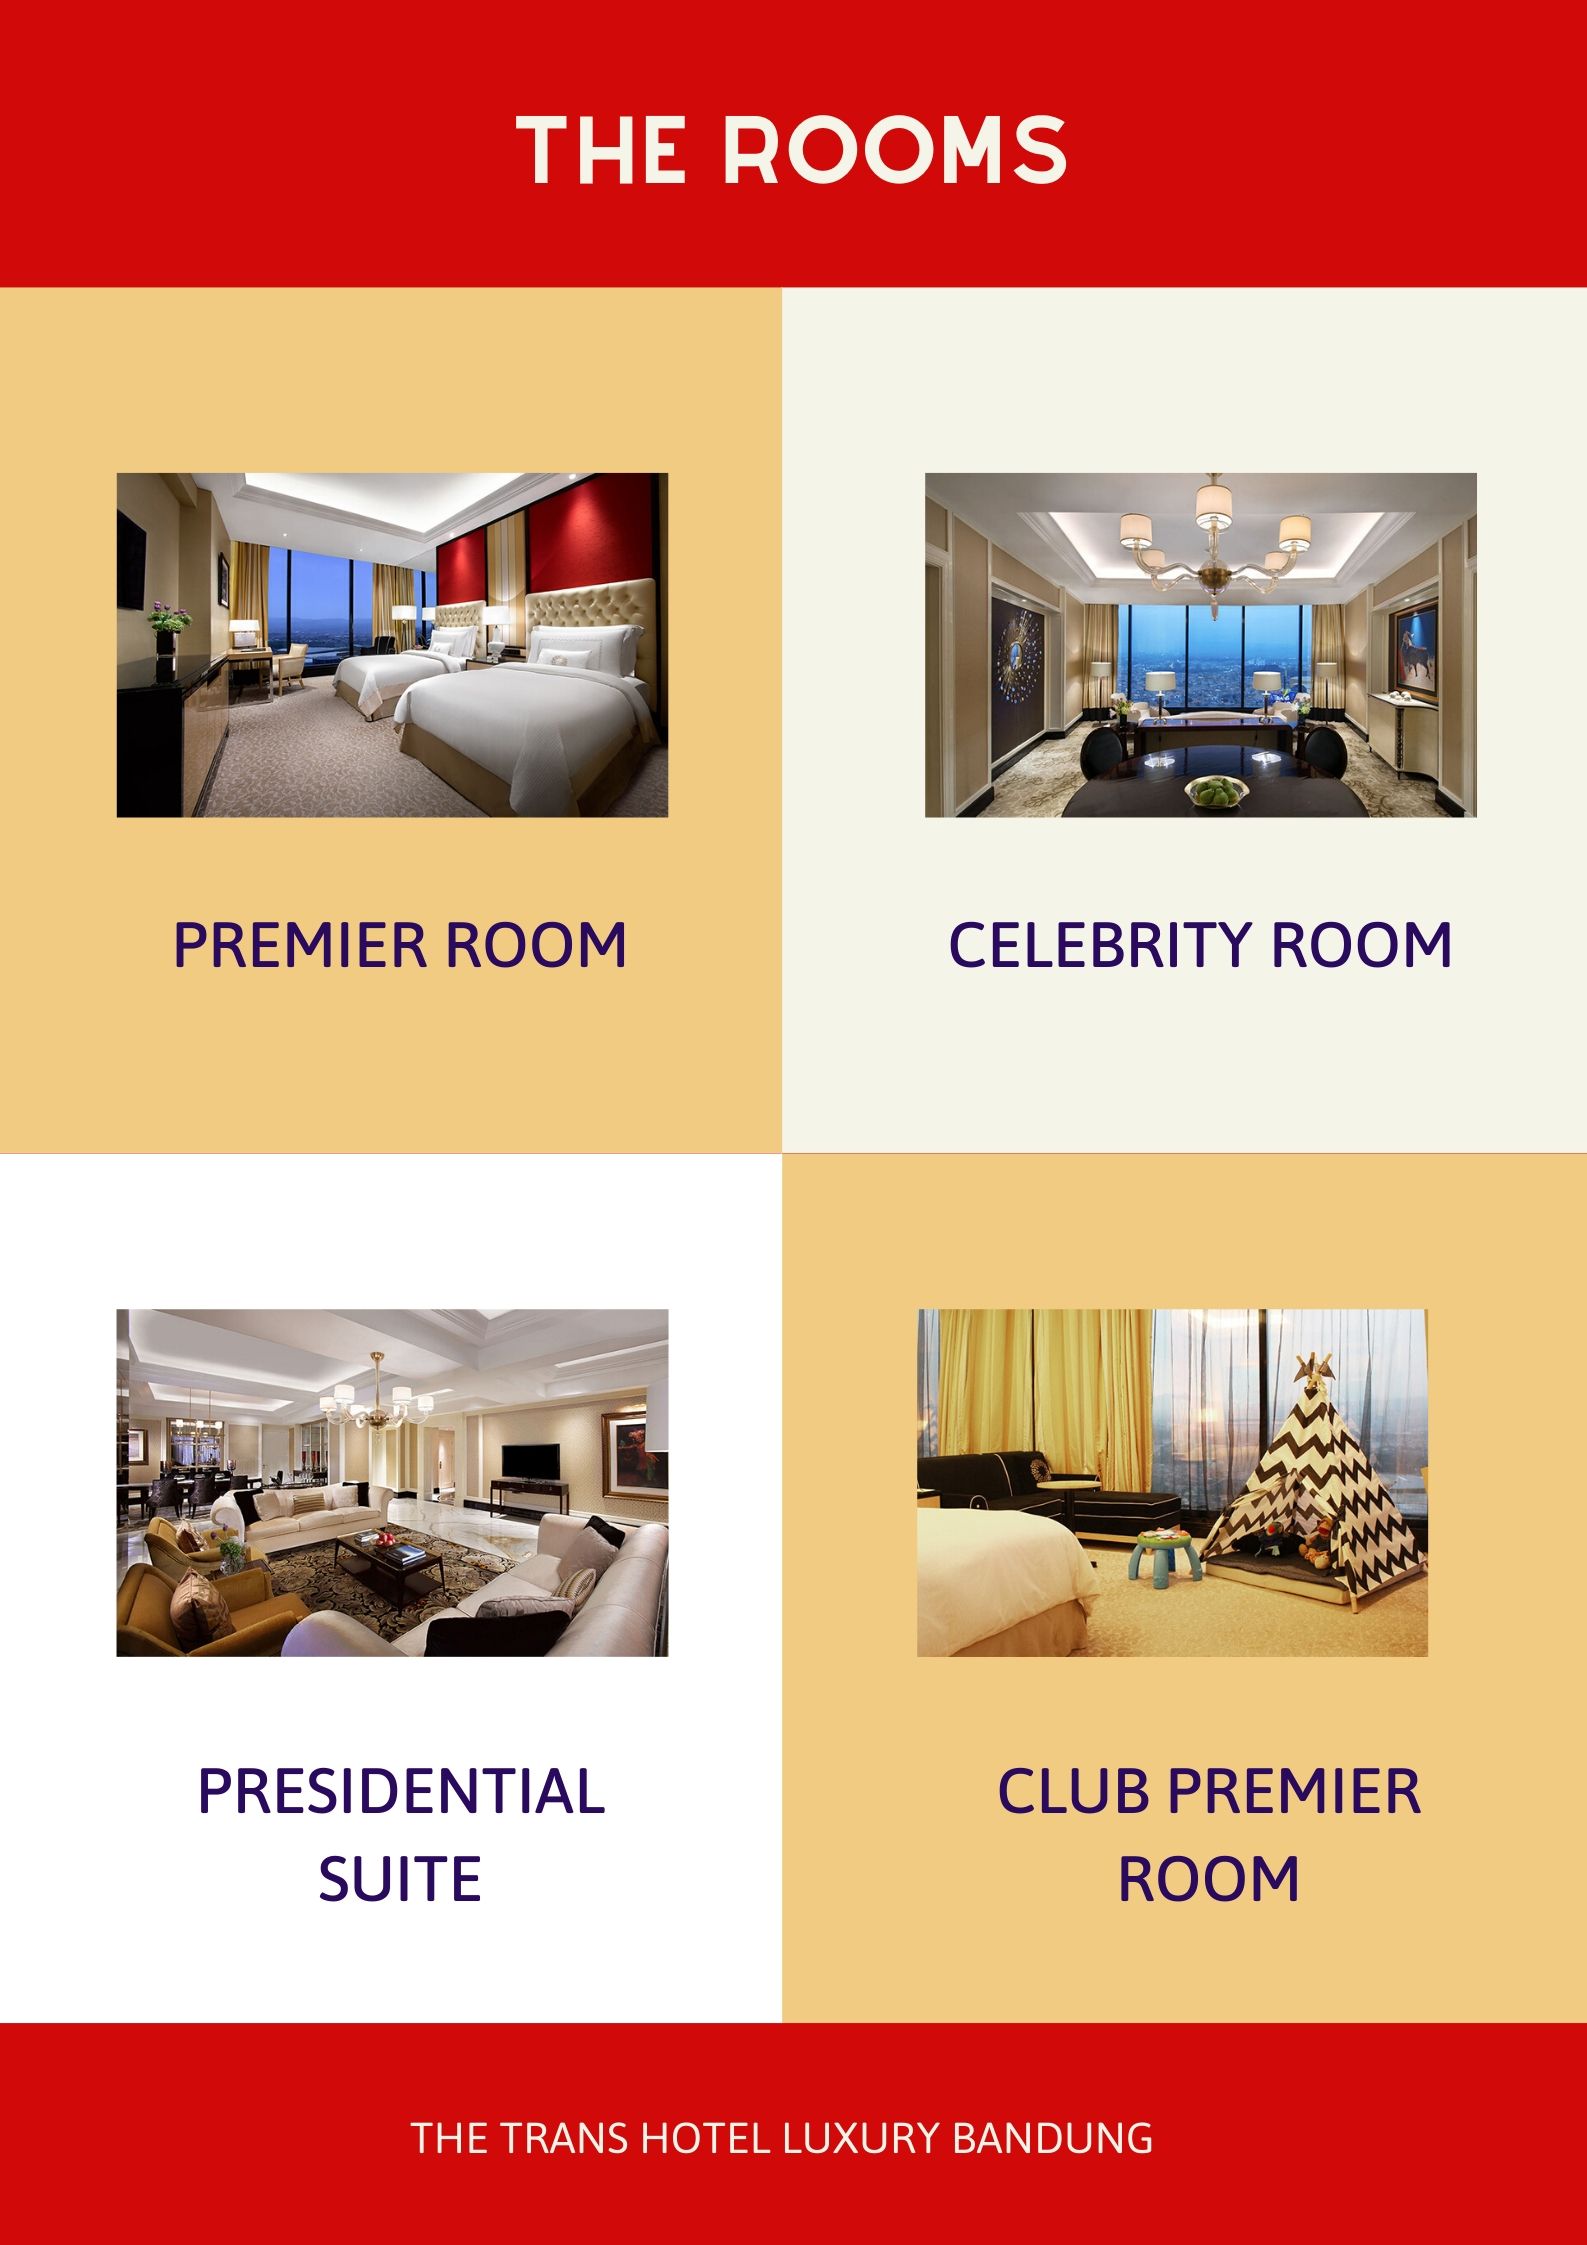 THE ROOMS
PREMIER ROOM
CELEBRITY ROOM
PRESIDENTIAL
SUITE
CLUB PREMIER
ROOM
THE TRANS HOTEL LUXURY BANDUNG